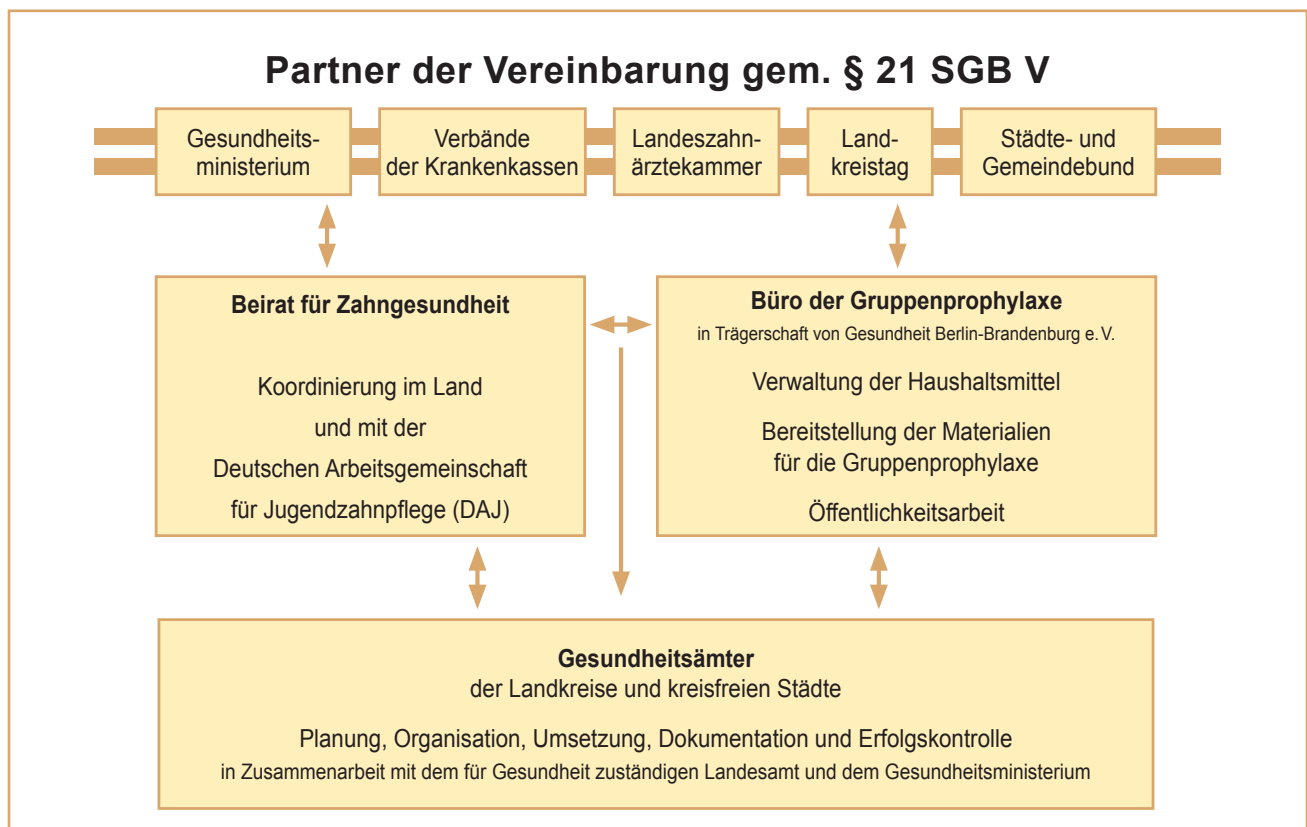 Partner der Vereinbarung gem. § 21 SGB V
Gesundheits-
ministerium
Verbände
der Krankenkassen
Landeszahn-
ärztekammer
Land-
kreistag
Städte- und
Gemeindebund
Beirat für Zahngesundheit
Koordinierung im Land
und mit der
Deutschen Arbeitsgemeinschaft
für Jugendzahnpflege (DAJ)
Büro der Gruppenprophylaxe
in Trägerschaft von Gesundheit Berlin-Brandenburg e. V.
Verwaltung der Haushaltsmittel
Bereitstellung der Materialien
für die Gruppenprophylaxe
Öffentlichkeitsarbeit
Gesundheitsämter
der Landkreise und kreisfreien Städte
Planung, Organisation, Umsetzung, Dokumentation und Erfolgskontrolle
in Zusammenarbeit mit dem für Gesundheit zuständigen Landesamt und dem Gesundheitsministerium